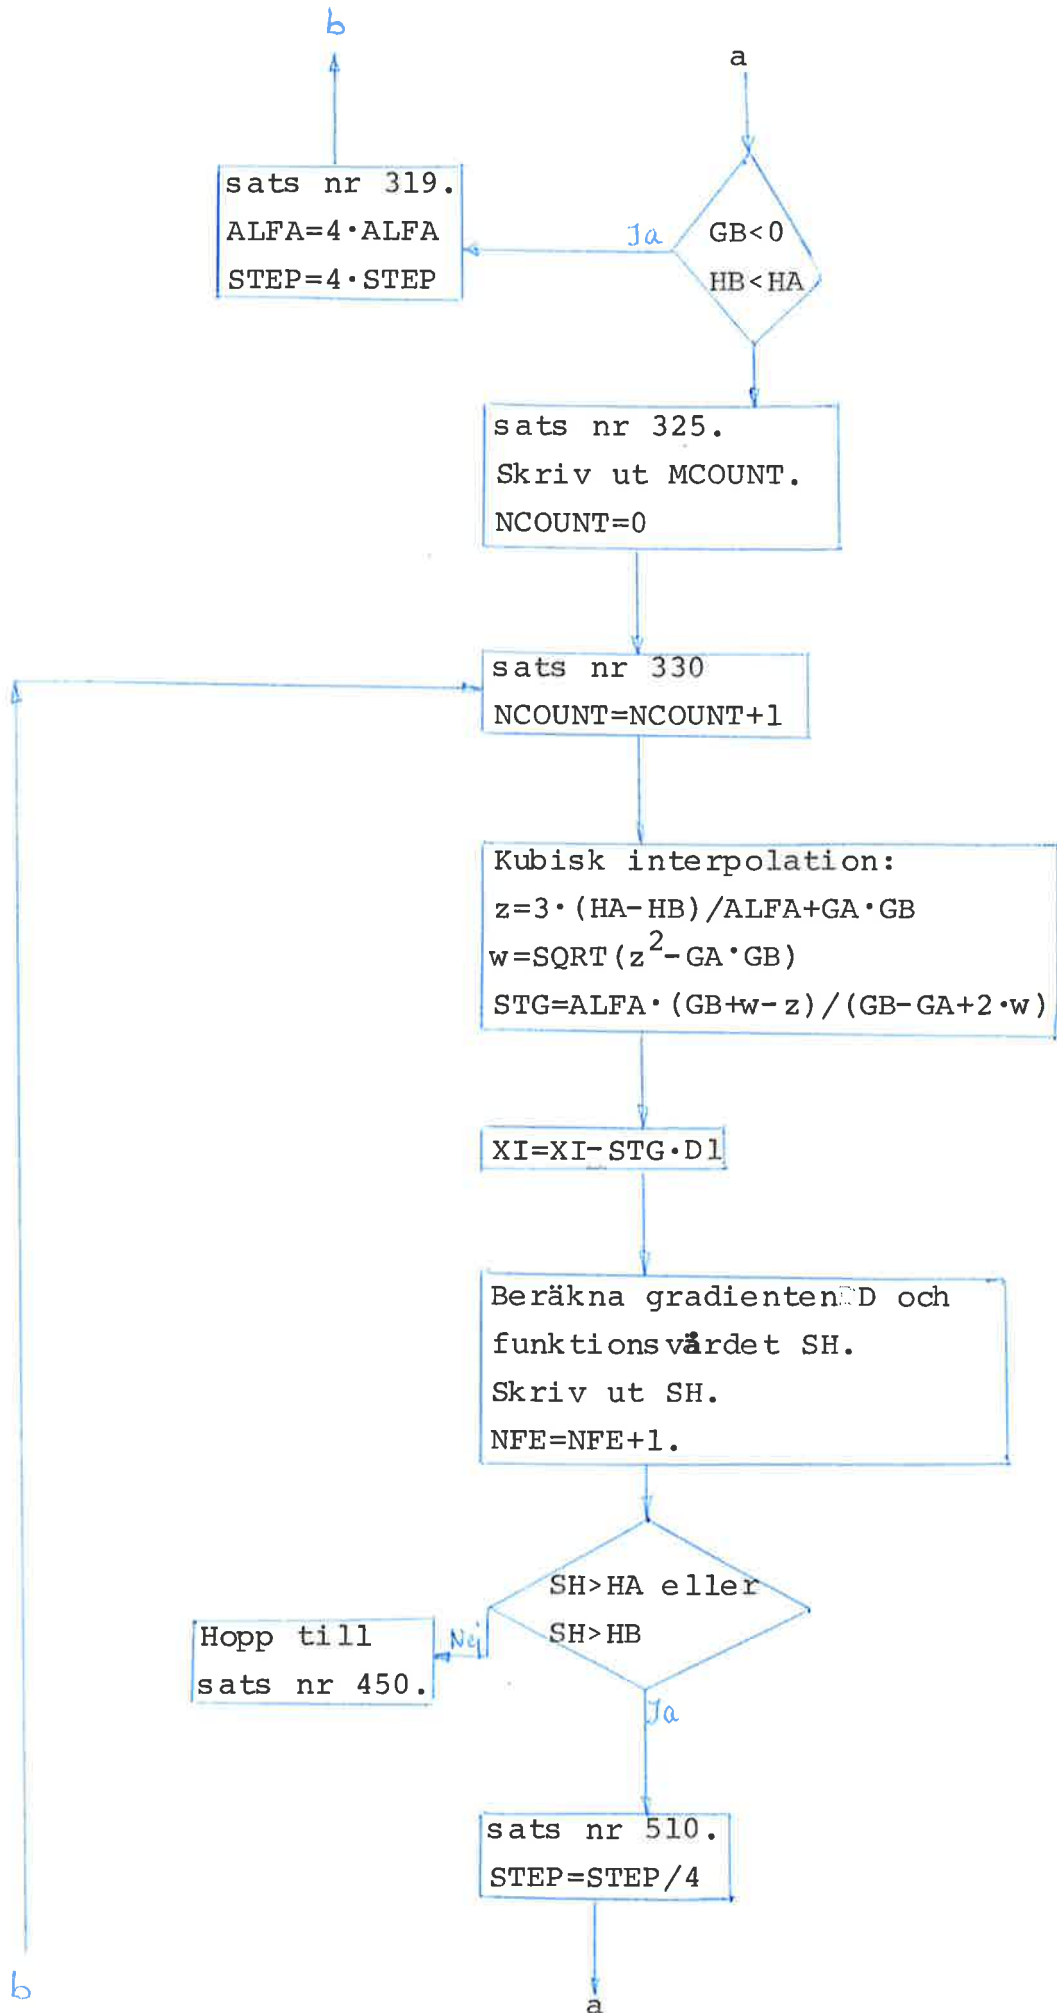 b
a
sats nr 319.
ALFA=4·ALFA
STEP=4·STEP
Ja
GB<0
HB<HA
sats nr 325.
Skriv ut MCOUNT.
NCOUNT=0
sats nr 330
NCOUNT=NCOUNT+1
Kubisk interpolation:
z=3·(HA-HB)/ALFA+GA·GB
w=SQRT(z²-GA·GB)
STG=ALFA·(GB+w-z)/(GB-GA+2·w)
XI=XI-STG·D1
Beräkna gradienten D och
funktionsvärdet SH.
Skriv ut SH.
NFE=NFE+1.
SH>HA eller
SH>HB
Nej
Hopp till
sats nr 450.
Ja
sats nr 510.
STEP=STEP/4
b
a